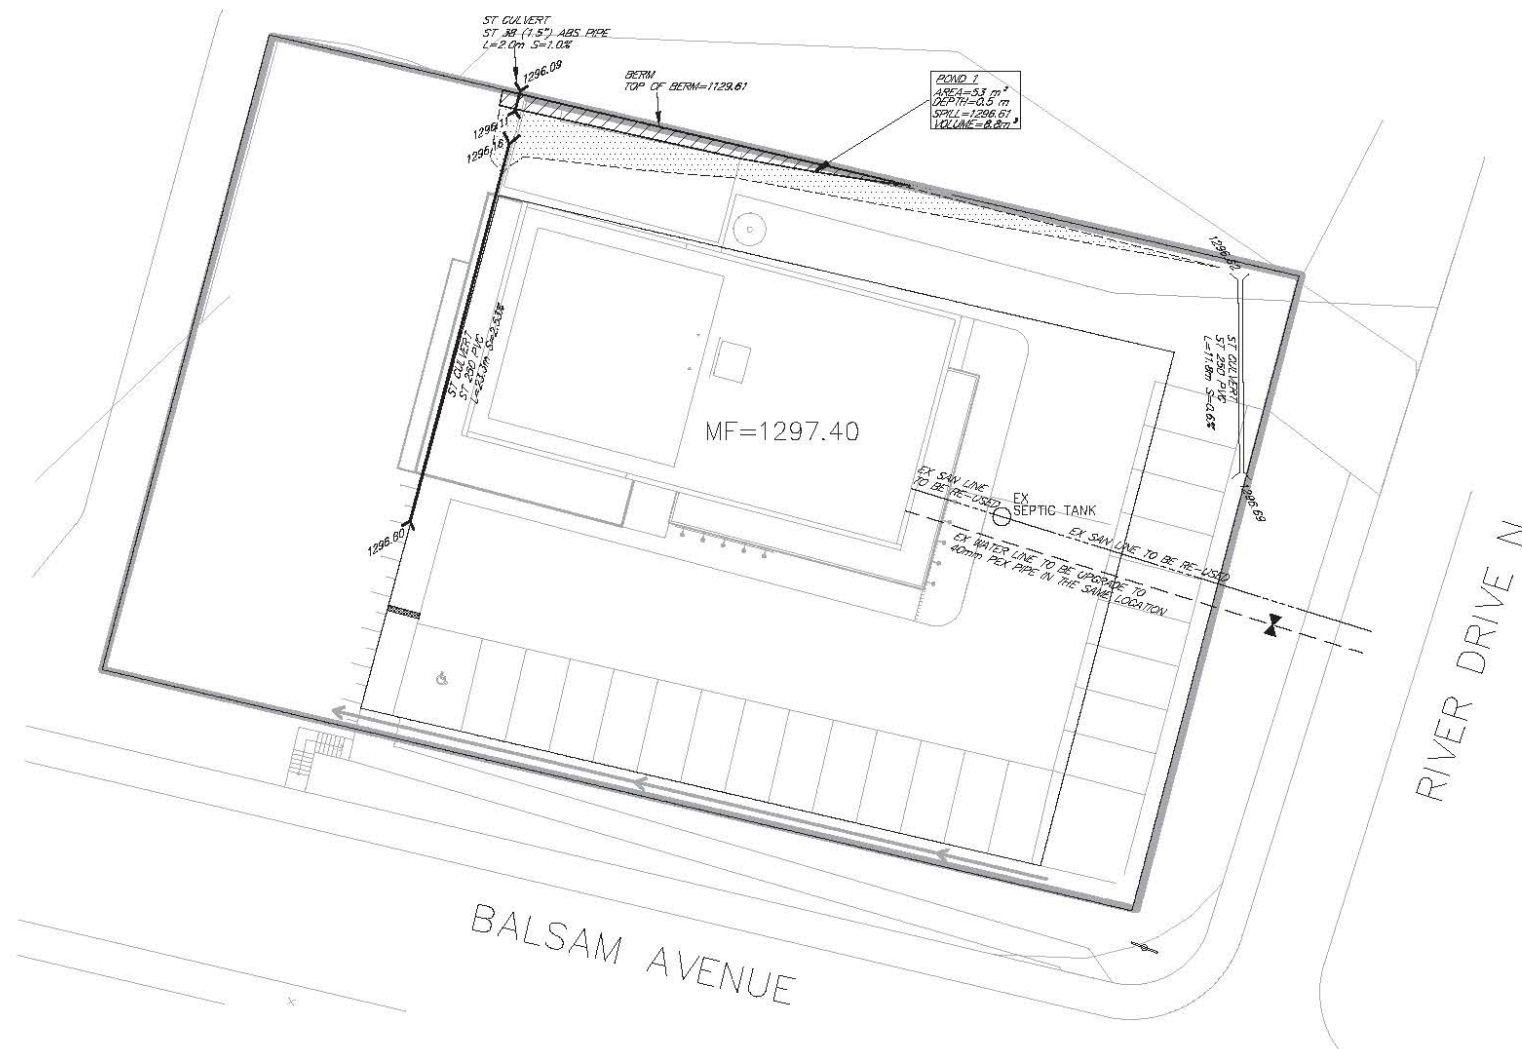 ST CULVERT
ST 38 (1.5") ABS PIPE
L=2.0m S=1.0%
1296.09
BERM
TOP OF BERM=1129.61
POND 1
AREA=53 m²
DEPTH=0.5 m
SPILL=1296.61
VOLUME=8.8m³
1296.11
1296.16
ST CULVERT
ST 250 PVC
L=23.3m S=2.53%
MF=1297.40
ST CULVERT
ST 250 PVC
L=11.8m S=0.6%
1296.69
EX SAN LINE
TO BE RE-USED
EX
SEPTIC TANK
EX SAN LINE TO BE RE-USED
EX WATER LINE TO BE UPGRADE TO
40mm PEX PIPE IN THE SAME LOCATION
1296.60
RIVER DRIVE N
BALSAM AVENUE